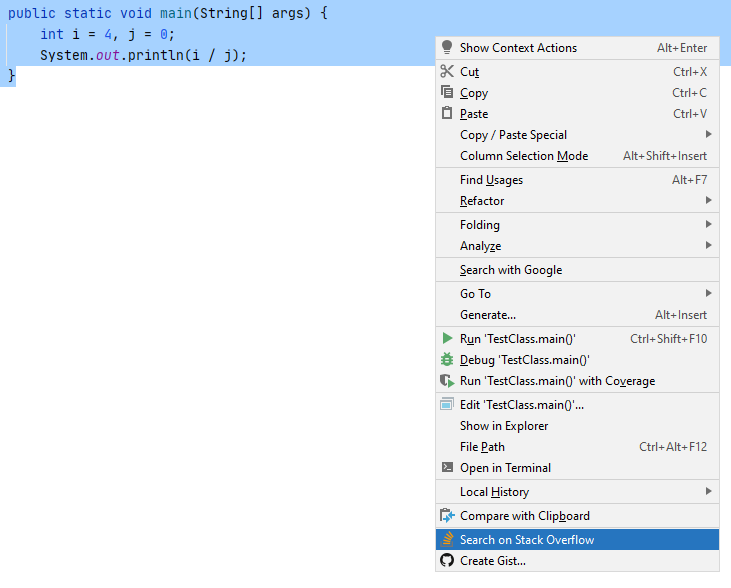 public static void main(String[] args) {
    int i = 4, j = 0;
    System.out.println(i / j);
}
Show Context Actions Alt+Enter
Cut Ctrl+X
Copy Ctrl+C
Paste Ctrl+V
Copy / Paste Special
Column Selection Mode Alt+Shift+Insert
Find Usages Alt+F7
Refactor
Folding
Analyze
Search with Google
Go To
Generate... Alt+Insert
Run 'TestClass.main()' Ctrl+Shift+F10
Debug 'TestClass.main()'
Run 'TestClass.main()' with Coverage
Edit 'TestClass.main()'...
Show in Explorer
File Path Ctrl+Alt+F12
Open in Terminal
Local History
Compare with Clipboard
Search on Stack Overflow
Create Gist...